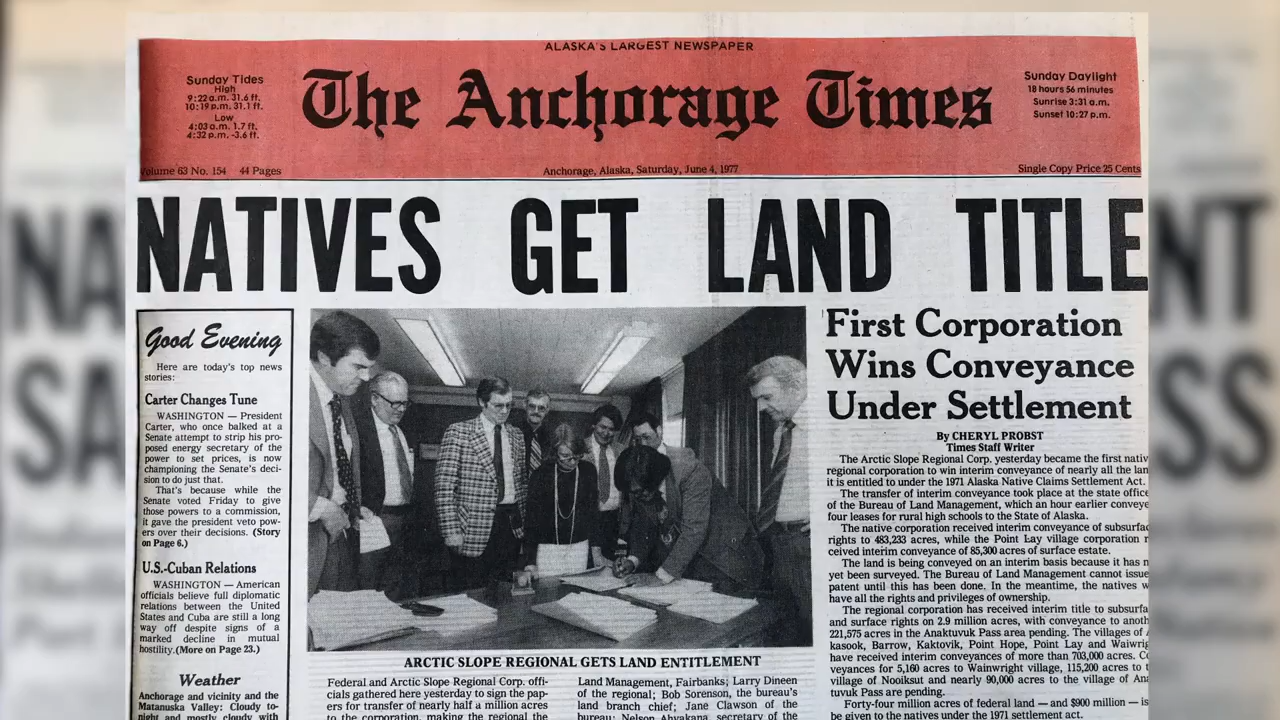 ALASKA'S LARGEST NEWSPAPER
Sunday Tides
High
9:22 a.m. 31.6 ft.
10:19 p.m. 31.1 ft.
Low
4:03 a.m. 1.7 ft.
4:32 p.m. -3.6 ft.
The Anchorage Times
Sunday Daylight
18 hours 56 minutes
Sunrise 3:31 a.m.
Sunset 10:27 p.m.
Volume 63 No. 154 44 Pages
Anchorage, Alaska, Saturday, June 4, 1977
Single Copy Price 25 Cents
NATIVES GET LAND TITLE
Good Evening
Here are today's top news
stories:
Carter Changes Tune
WASHINGTON — President
Carter, who once balked at a
Senate attempt to strip his pro-
posed energy secretary of the
power to set prices, is now
championing the Senate's deci-
sion to do just that.
That's because while the
Senate voted Friday to give
those powers to a commission,
it gave the president veto pow-
ers over their decisions. (Story
on Page 6.)
U.S.-Cuban Relations
WASHINGTON — American
officials believe full diplomatic
relations between the United
States and Cuba are still a long
way off despite signs of a
marked decline in mutual
hostility. (More on Page 23.)
Weather
Anchorage and vicinity and the
Matanuska Valley: Cloudy to-
night and mostly cloudy with
ARCTIC SLOPE REGIONAL GETS LAND ENTITLEMENT
Federal and Arctic Slope Regional Corp. offi-
cials gathered here yesterday to sign the pap-
ers for transfer of nearly half a million acres
to the corporation, making the regional the
Land Management, Fairbanks; Larry Dineen
of the regional; Bob Sorenson, the bureau's
land branch chief; Jane Clawson of the
bureau; Nelson Ahvakana, secretary of the
First Corporation
Wins Conveyance
Under Settlement
By CHERYL PROBST
Times Staff Writer
The Arctic Slope Regional Corp. yesterday became the first nativ
regional corporation to win interim conveyance of nearly all the lan
it is entitled to under the 1971 Alaska Native Claims Settlement Act.
The transfer of interim conveyance took place at the state office
of the Bureau of Land Management, which an hour earlier conveye
four leases for rural high schools to the State of Alaska.
The native corporation received interim conveyance of subsurfa
rights to 483,233 acres, while the Point Lay village corporation r
ceived interim conveyance of 85,300 acres of surface estate.
The land is being conveyed on an interim basis because it has n
yet been surveyed. The Bureau of Land Management cannot issue
patent until this has been done. In the meantime, the natives w
have all the rights and privileges of ownership.
The regional corporation has received interim title to subsurfa
and surface rights on 2.9 million acres, with conveyance to anoth
221,575 acres in the Anaktuvuk Pass area pending. The villages of
kasook, Barrow, Kaktovik, Point Hope, Point Lay and Wainwrig
have received interim conveyances of more than 703,000 acres. Co
veyances for 5,160 acres to Wainwright village, 115,200 acres to t
village of Nooiksut and nearly 90,000 acres to the village of Ana
tuvuk Pass are pending.
Forty-four million acres of federal land — and $900 million — is
be given to the natives under the 1971 settlement act.